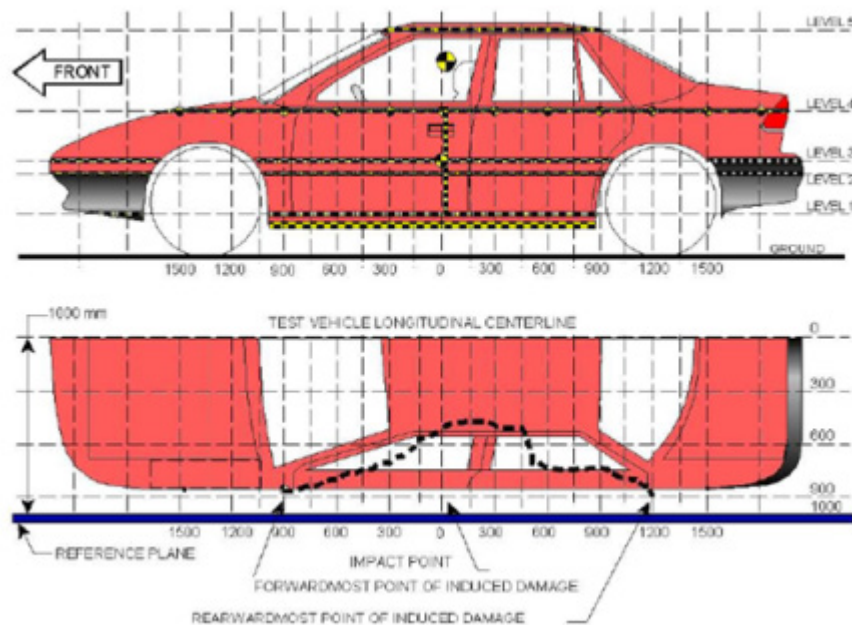 LEVEL 5
FRONT
LEVEL 4
LEVEL 3
LEVEL 2
LEVEL 1
GROUND
1500 1200 900 600 300 0 300 600 900 1200 1500
1000 mm
TEST VEHICLE LONGITUDINAL CENTERLINE
0
300
600
900
1000
1500 1200 900 600 300 0 300 600 900 1200 1500
REFERENCE PLANE
IMPACT POINT
FORWARDMOST POINT OF INDUCED DAMAGE
REARWARDMOST POINT OF INDUCED DAMAGE